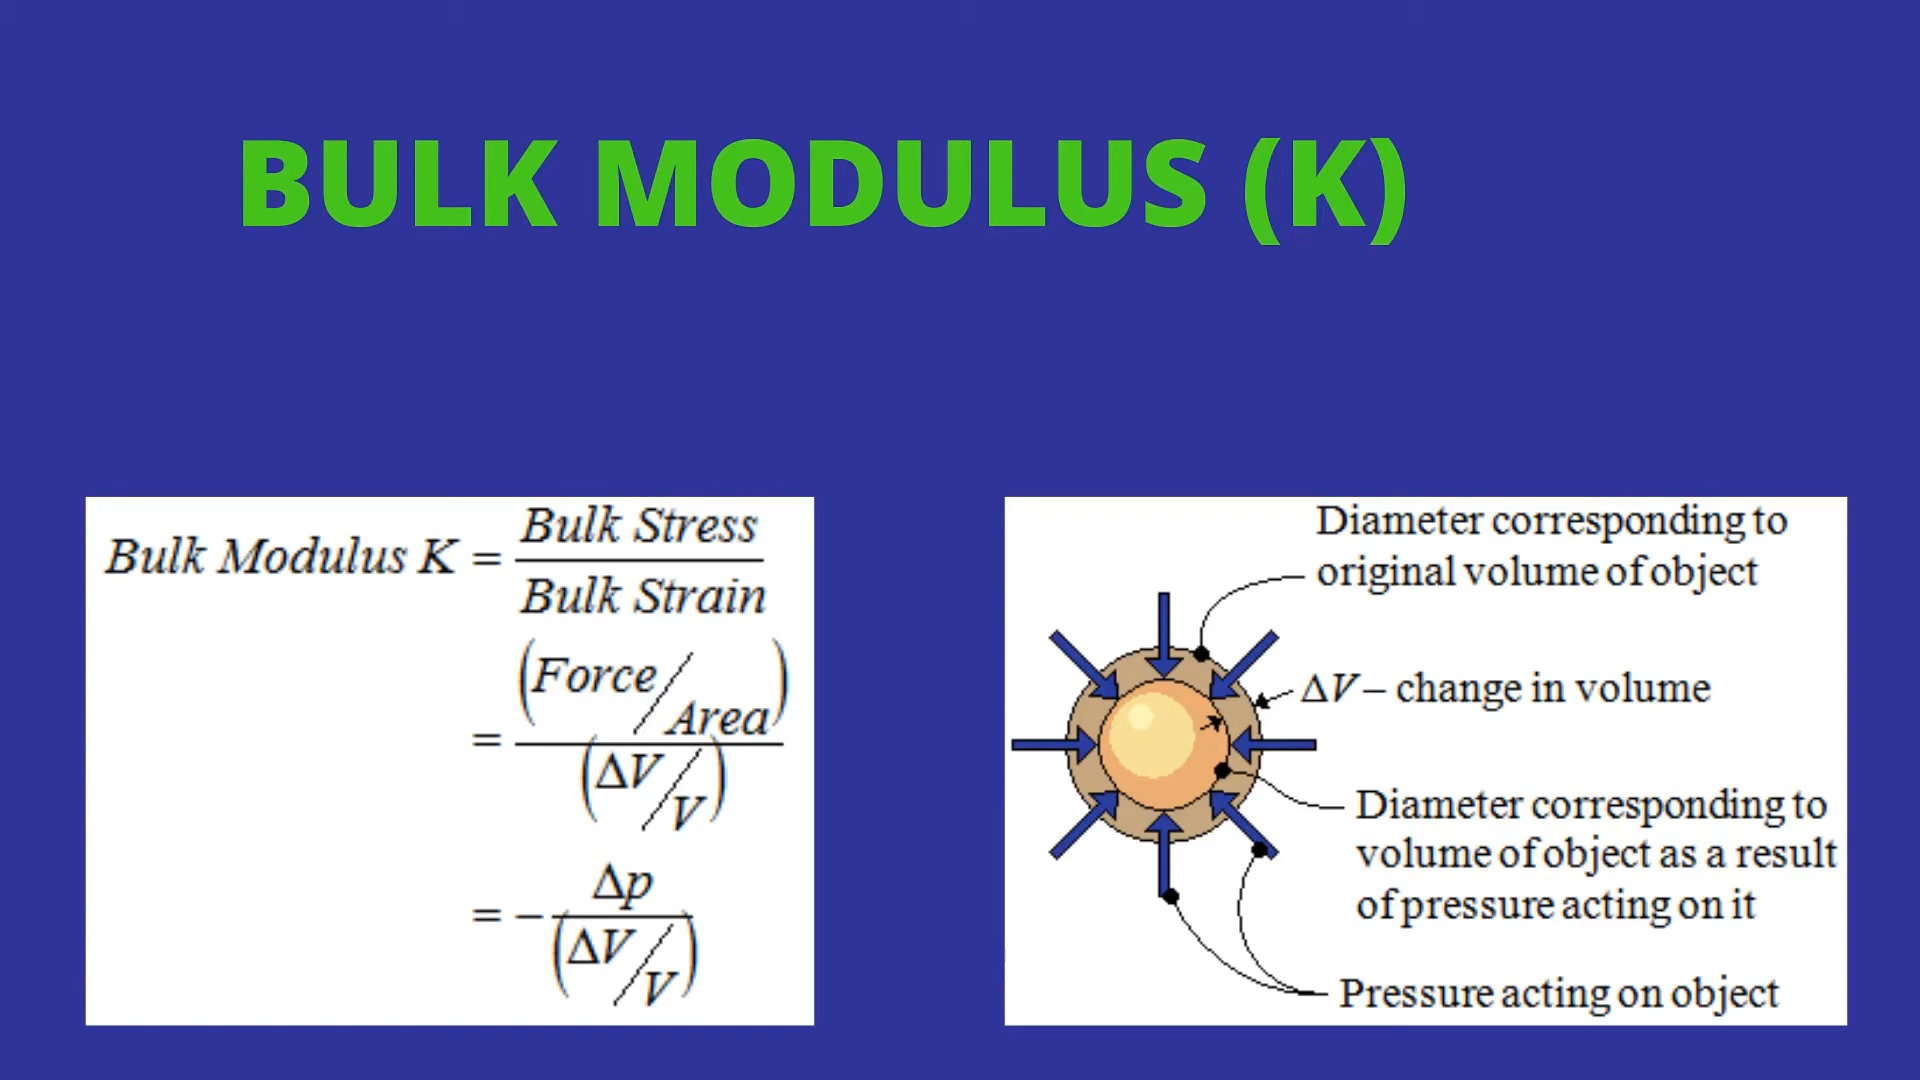 BULK MODULUS (K)
Bulk Modulus K = Bulk Stress / Bulk Strain
= (Force/Area) / (ΔV/V)
= - Δp / (ΔV/V)
Diameter corresponding to
original volume of object
ΔV – change in volume
Diameter corresponding to
volume of object as a result
of pressure acting on it
Pressure acting on object